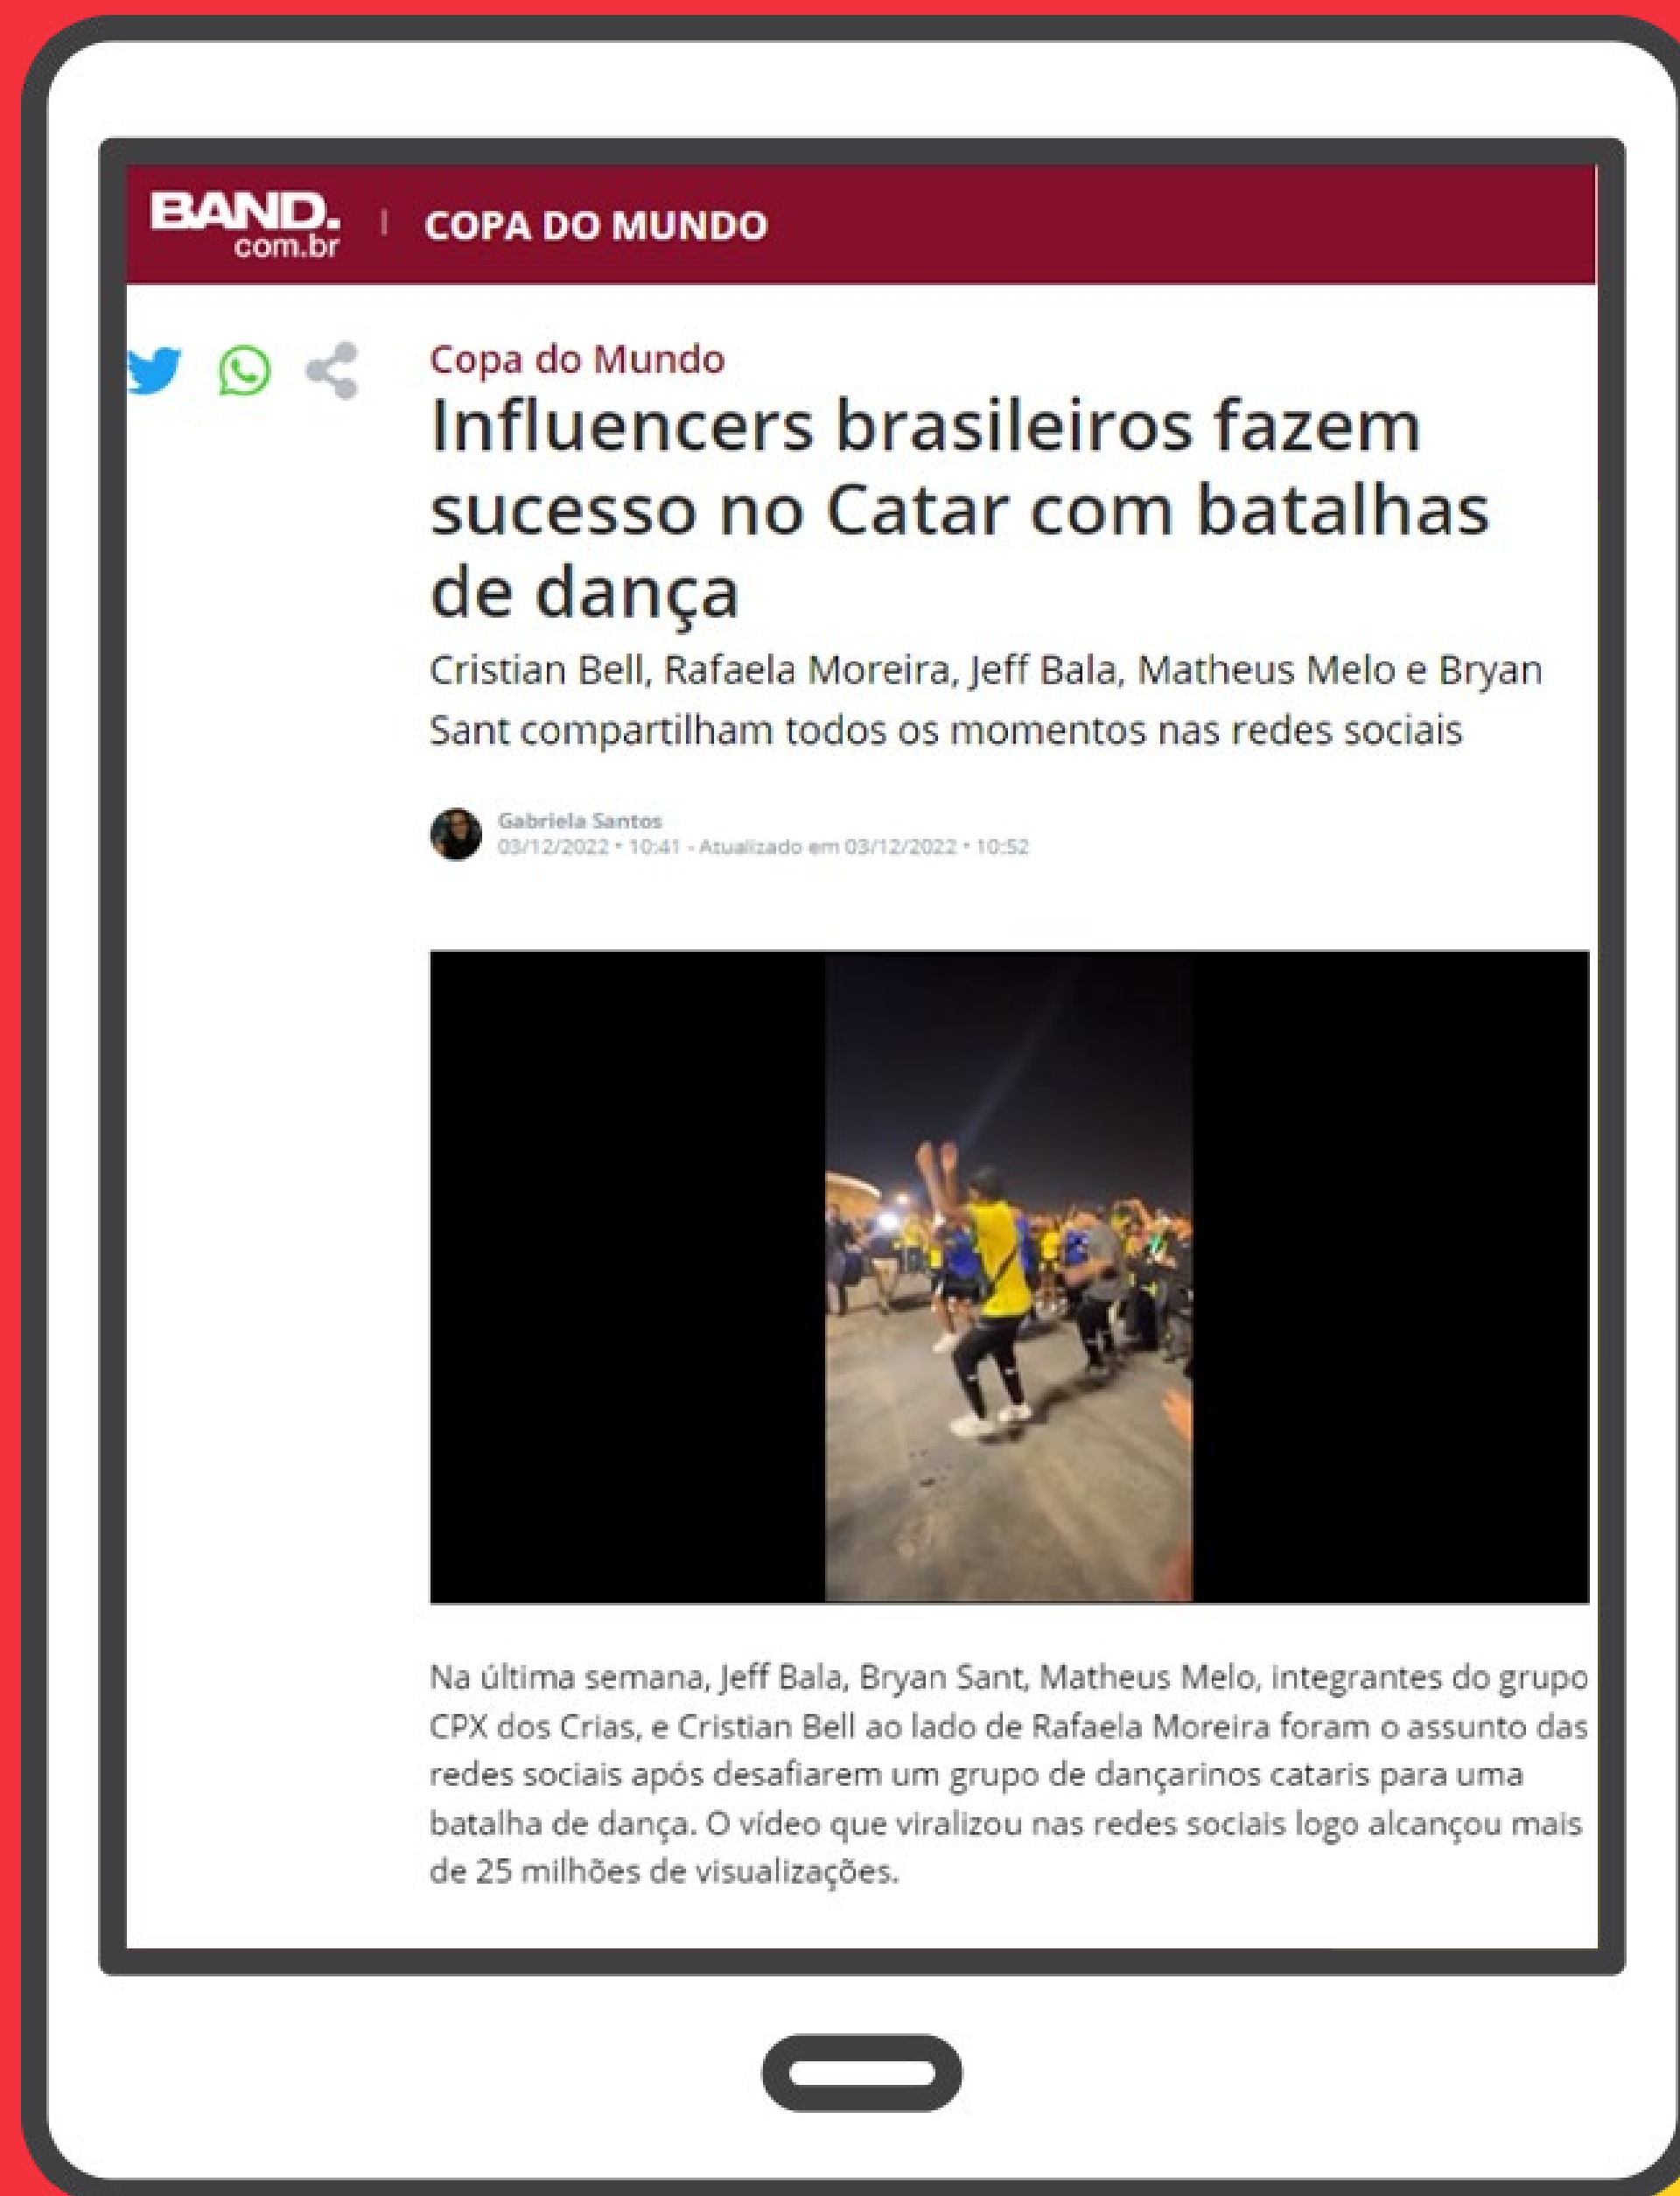 BAND.
com.br
COPA DO MUNDO
Copa do Mundo
Influencers brasileiros fazem
sucesso no Catar com batalhas
de dança
Cristian Bell, Rafaela Moreira, Jeff Bala, Matheus Melo e Bryan
Sant compartilham todos os momentos nas redes sociais
Gabriela Santos
03/12/2022 • 10:41 - Atualizado em 03/12/2022 • 10:52
Na última semana, Jeff Bala, Bryan Sant, Matheus Melo, integrantes do grupo
CPX dos Crias, e Cristian Bell ao lado de Rafaela Moreira foram o assunto das
redes sociais após desafiarem um grupo de dançarinos cataris para uma
batalha de dança. O vídeo que viralizou nas redes sociais logo alcançou mais
de 25 milhões de visualizações.